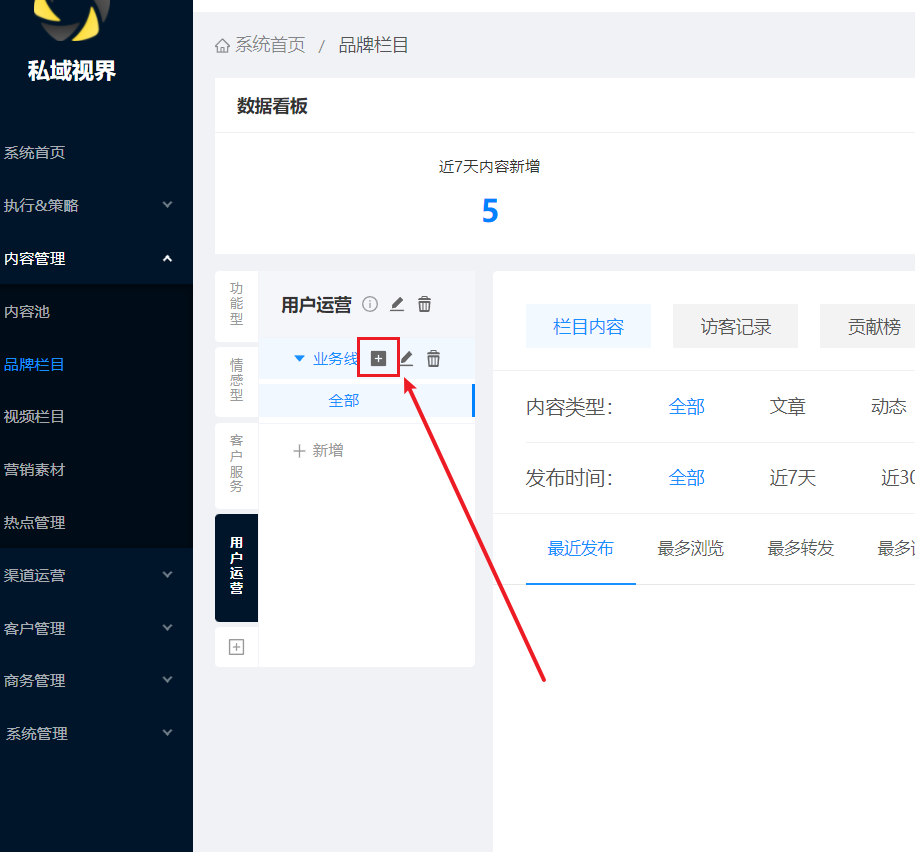 私域视界
系统首页
执行&策略
内容管理
内容池
品牌栏目
视频栏目
营销素材
热点管理
渠道运营
客户管理
商务管理
系统管理
系统首页 / 品牌栏目
数据看板
近7天内容新增
5
功能型
情感型
客户服务
用户运营
用户运营
业务线
全部
新增
栏目内容 访客记录 贡献榜
内容类型: 全部 文章 动态
发布时间: 全部 近7天 近30
最近发布 最多浏览 最多转发 最多